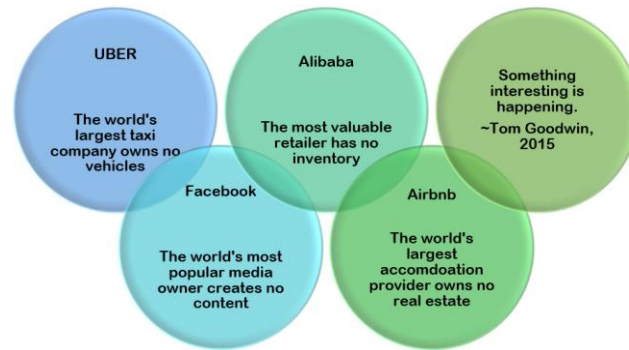 UBER
The world's
largest taxi
company owns no
vehicles
Facebook
The world's most
popular media
owner creates no
content
Alibaba
The most valuable
retailer has no
inventory
Airbnb
The world's
largest
accomdoation
provider owns no
real estate
Something
interesting is
happening.
~Tom Goodwin,
2015